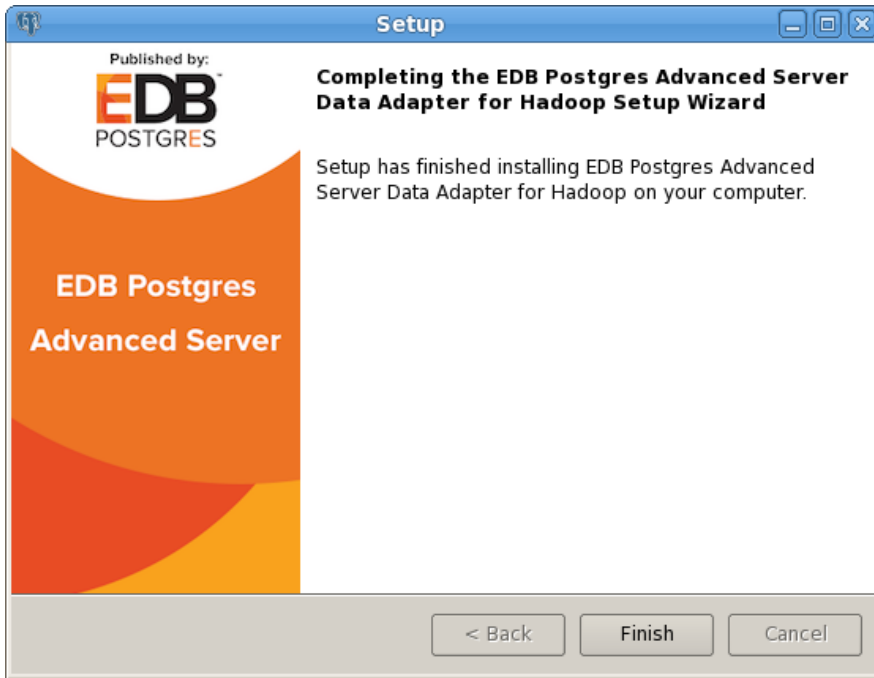 Setup
Published by:
EDB
POSTGRES
EDB Postgres
Advanced Server
Completing the EDB Postgres Advanced Server
Data Adapter for Hadoop Setup Wizard
Setup has finished installing EDB Postgres Advanced
Server Data Adapter for Hadoop on your computer.
< Back
Finish
Cancel